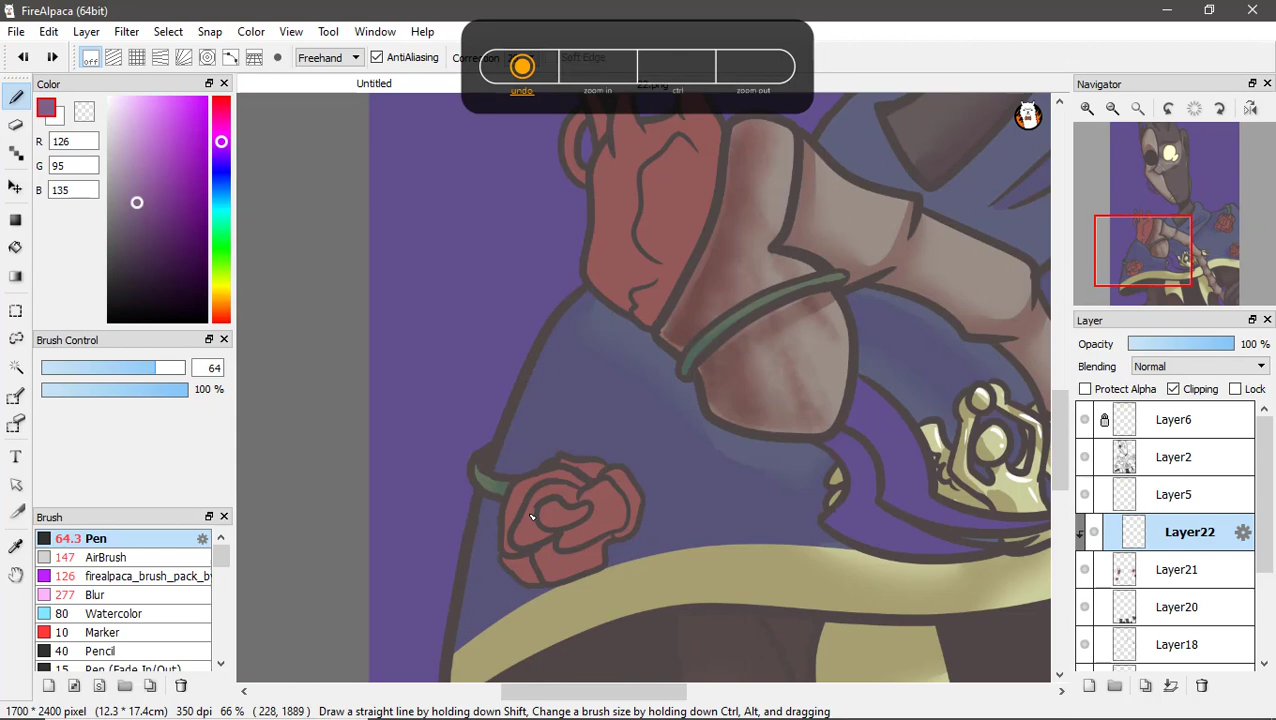 FireAlpaca (64bit)
File Edit Layer Filter Select Snap Color View Tool Window Help
Freehand AntiAliasing Correction Soft Edge
undo zoom in ctrl zoom out
Untitled 22.png
Color
R 126
G 95
B 135
Brush Control
64
100 %
Brush
64.3 Pen
147 AirBrush
126 firealpaca_brush_pack_by
277 Blur
80 Watercolor
10 Marker
40 Pencil
15 Pen (Fade In/Out)
Navigator
Layer
Opacity 100 %
Blending Normal
Protect Alpha Clipping Lock
Layer6
Layer2
Layer5
Layer22
Layer21
Layer20
Layer18
1700 * 2400 pixel (12.3 * 17.4cm) 350 dpi 66 % ( 228, 1889 ) Draw a straight line by holding down Shift, Change a brush size by holding down Ctrl, Alt, and dragging